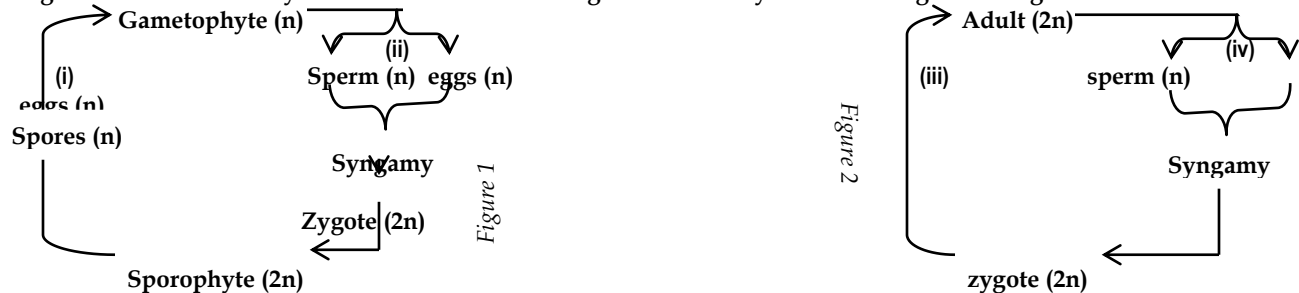 Gametophyte (n)
(ii)
(i)
Sperm (n) eggs (n)
eggs (n)
Spores (n)
Syngamy
Figure 1
Zygote (2n)
Sporophyte (2n)
Adult (2n)
(iv)
(iii)
sperm (n)
Figure 2
Syngamy
zygote (2n)